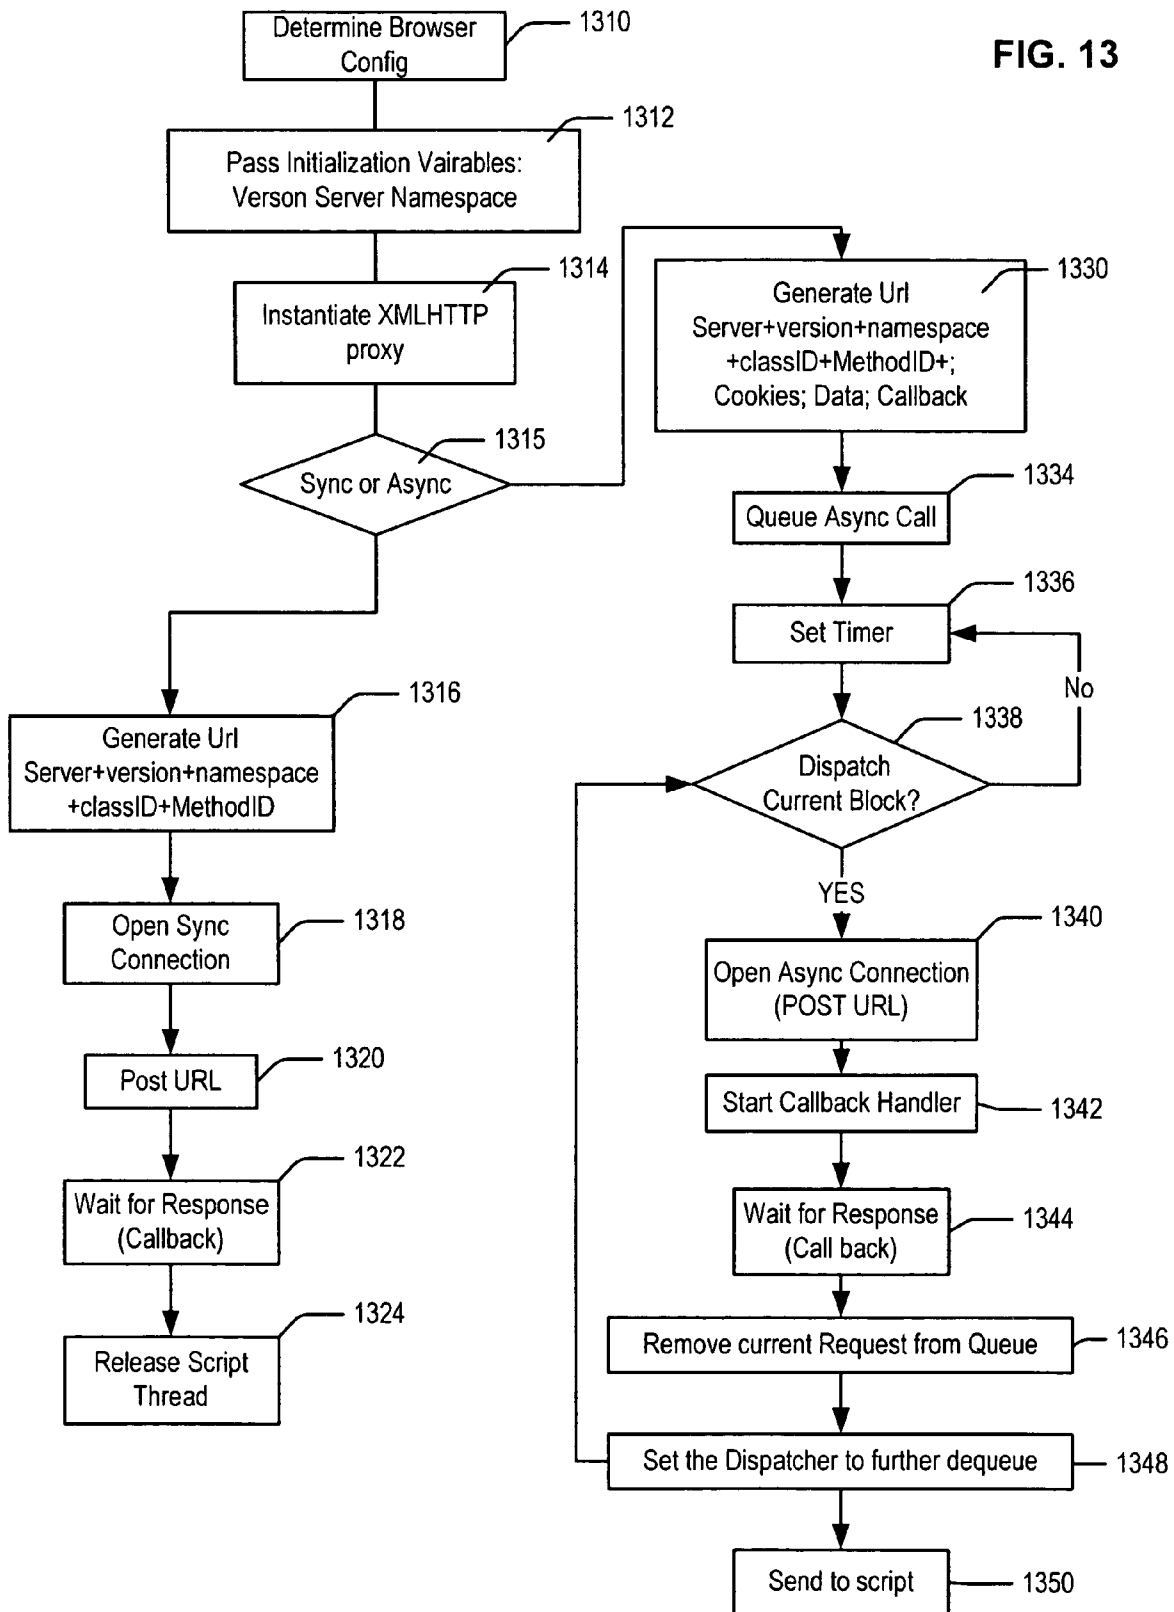 FIG. 13
Determine Browser
Config
1310
Pass Initialization Vairables:
Verson Server Namespace
1312
Instantiate XMLHTTP
proxy
1314
Sync or Async
1315
Generate Url
Server+version+namespace
+classID+MethodID
1316
Open Sync
Connection
1318
Post URL
1320
Wait for Response
(Callback)
1322
Release Script
Thread
1324
Generate Url
Server+version+namespace
+classID+MethodID+;
Cookies; Data; Callback
1330
Queue Async Call
1334
Set Timer
1336
No
Dispatch
Current Block?
1338
YES
Open Async Connection
(POST URL)
1340
Start Callback Handler
1342
Wait for Response
(Call back)
1344
Remove current Request from Queue
1346
Set the Dispatcher to further dequeue
1348
Send to script
1350